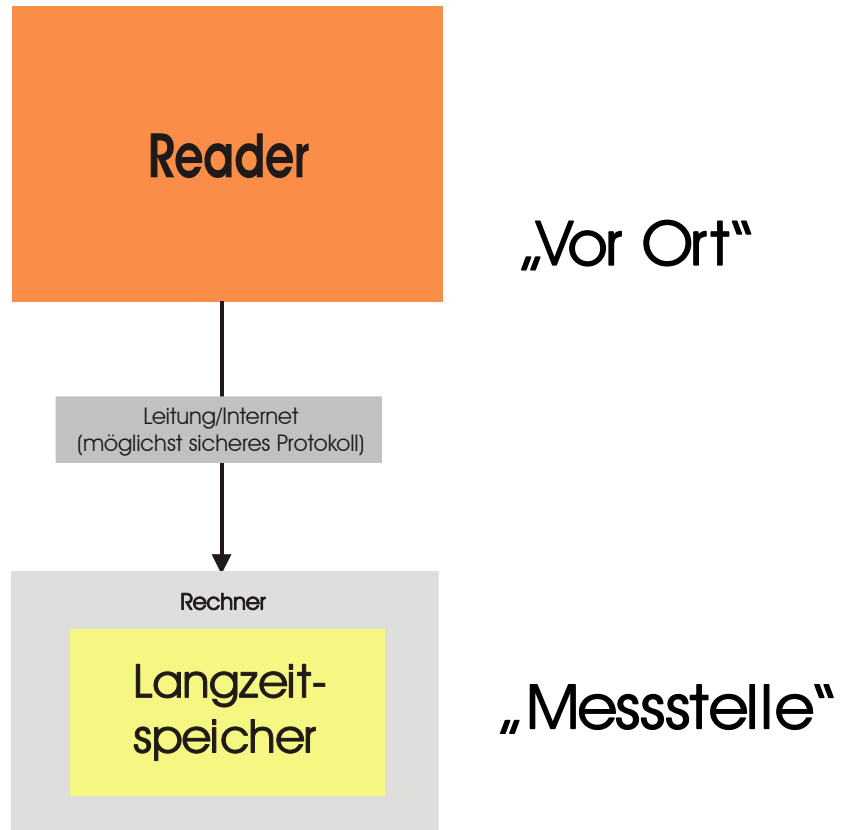 Reader
„Vor Ort“
Leitung/Internet
(möglichst sicheres Protokoll)
Rechner
Langzeit-
speicher
„Messstelle“